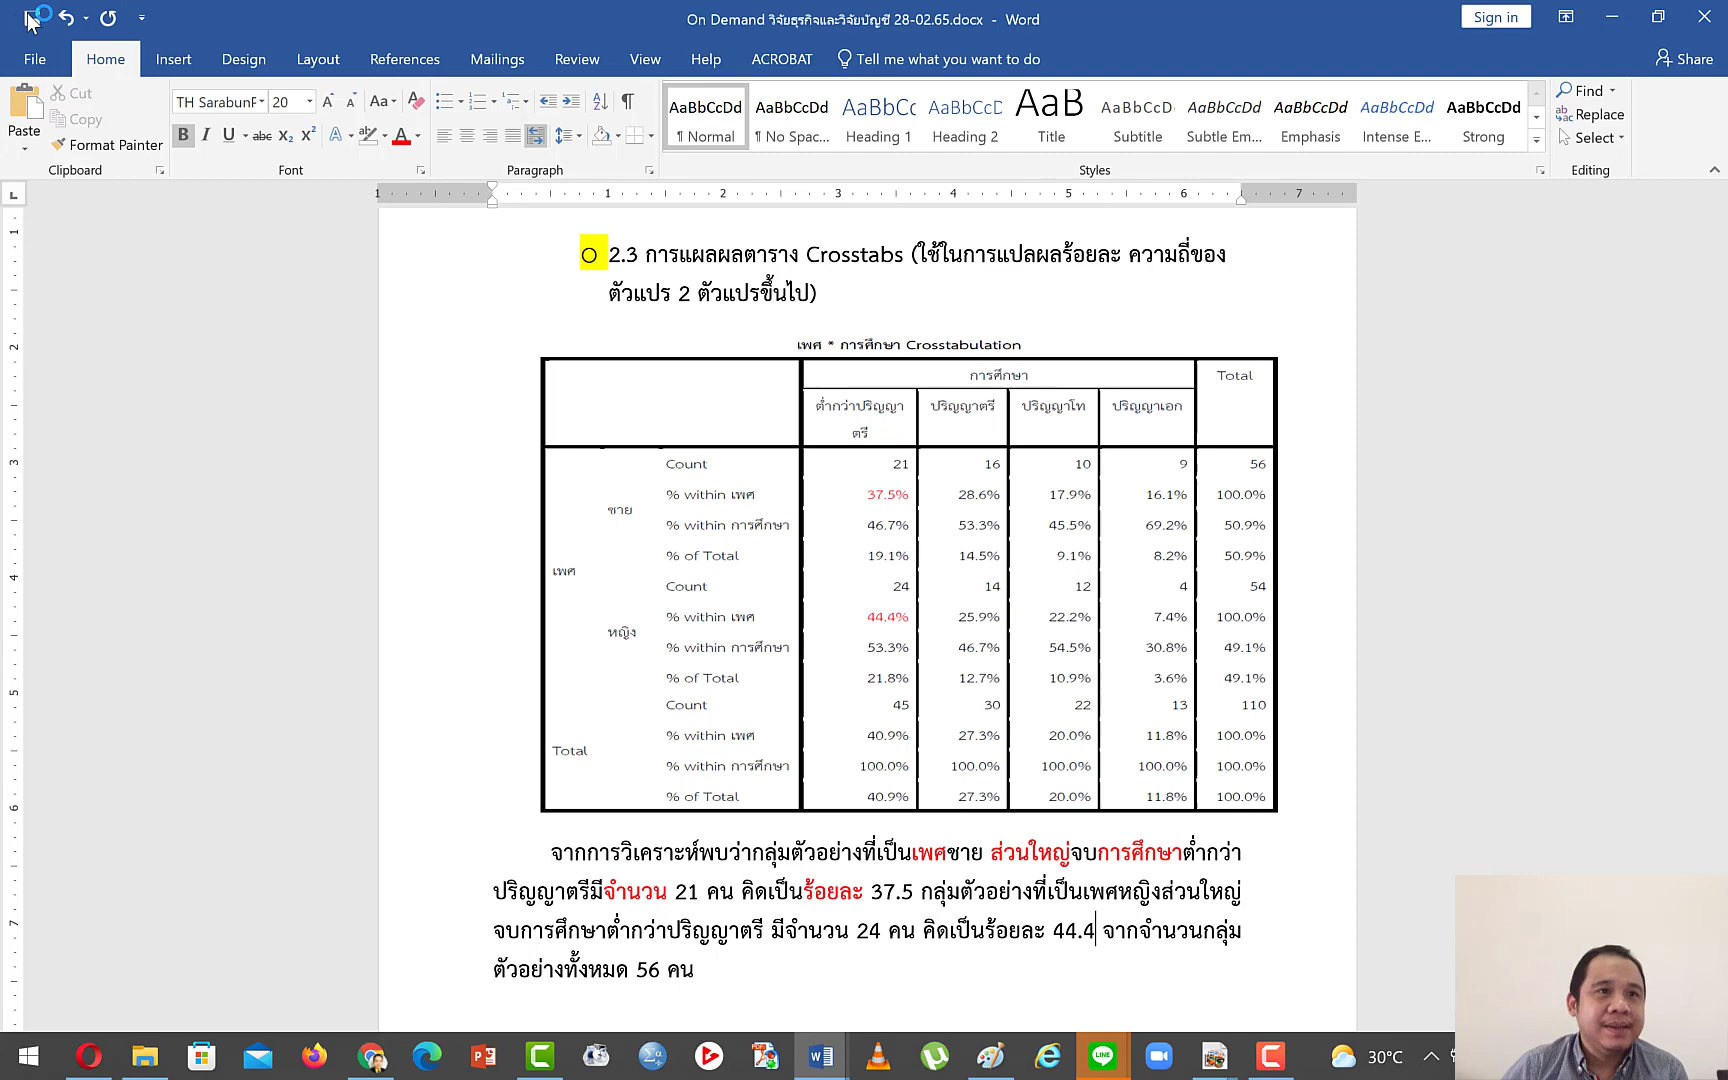 On Demand วิจัยธุรกิจและวิจัยบัญชี 28-02.65.docx - Word
Sign in
File Home Insert Design Layout References Mailings Review View Help ACROBAT Tell me what you want to do Share
Paste Cut Copy Format Painter
TH SarabunP 20
AaBbCcDd AaBbCcDd AaBbCc AaBbCcD AaB AaBbCcD AaBbCcDd AaBbCcDd AaBbCcDd AaBbCcDd
¶ Normal ¶ No Spac... Heading 1 Heading 2 Title Subtitle Subtle Em... Emphasis Intense E... Strong
Find Replace Select
Clipboard Font Paragraph Styles Editing
1 1 2 3 4 5 6 7
2.3 การแผลผลตาราง Crosstabs (ใช้ในการแปลผลร้อยละ ความถี่ของ
ตัวแปร 2 ตัวแปรขึ้นไป)
เพศ * การศึกษา Crosstabulation
การศึกษา Total
ต่ำกว่าปริญญา ปริญญาตรี ปริญญาโท ปริญญาเอก
ตรี
Count 21 16 10 9 56
% within เพศ 37.5% 28.6% 17.9% 16.1% 100.0%
ชาย
% within การศึกษา 46.7% 53.3% 45.5% 69.2% 50.9%
% of Total 19.1% 14.5% 9.1% 8.2% 50.9%
เพศ
Count 24 14 12 4 54
% within เพศ 44.4% 25.9% 22.2% 7.4% 100.0%
หญิง
% within การศึกษา 53.3% 46.7% 54.5% 30.8% 49.1%
% of Total 21.8% 12.7% 10.9% 3.6% 49.1%
Count 45 30 22 13 110
% within เพศ 40.9% 27.3% 20.0% 11.8% 100.0%
Total
% within การศึกษา 100.0% 100.0% 100.0% 100.0% 100.0%
% of Total 40.9% 27.3% 20.0% 11.8% 100.0%
จากการวิเคราะห์พบว่ากลุ่มตัวอย่างที่เป็นเพศชาย ส่วนใหญ่จบการศึกษาต่ำกว่า
ปริญญาตรีมีจำนวน 21 คน คิดเป็นร้อยละ 37.5 กลุ่มตัวอย่างที่เป็นเพศหญิงส่วนใหญ่
จบการศึกษาต่ำกว่าปริญญาตรี มีจำนวน 24 คน คิดเป็นร้อยละ 44.4 จากจำนวนกลุ่ม
ตัวอย่างทั้งหมด 56 คน
30°C